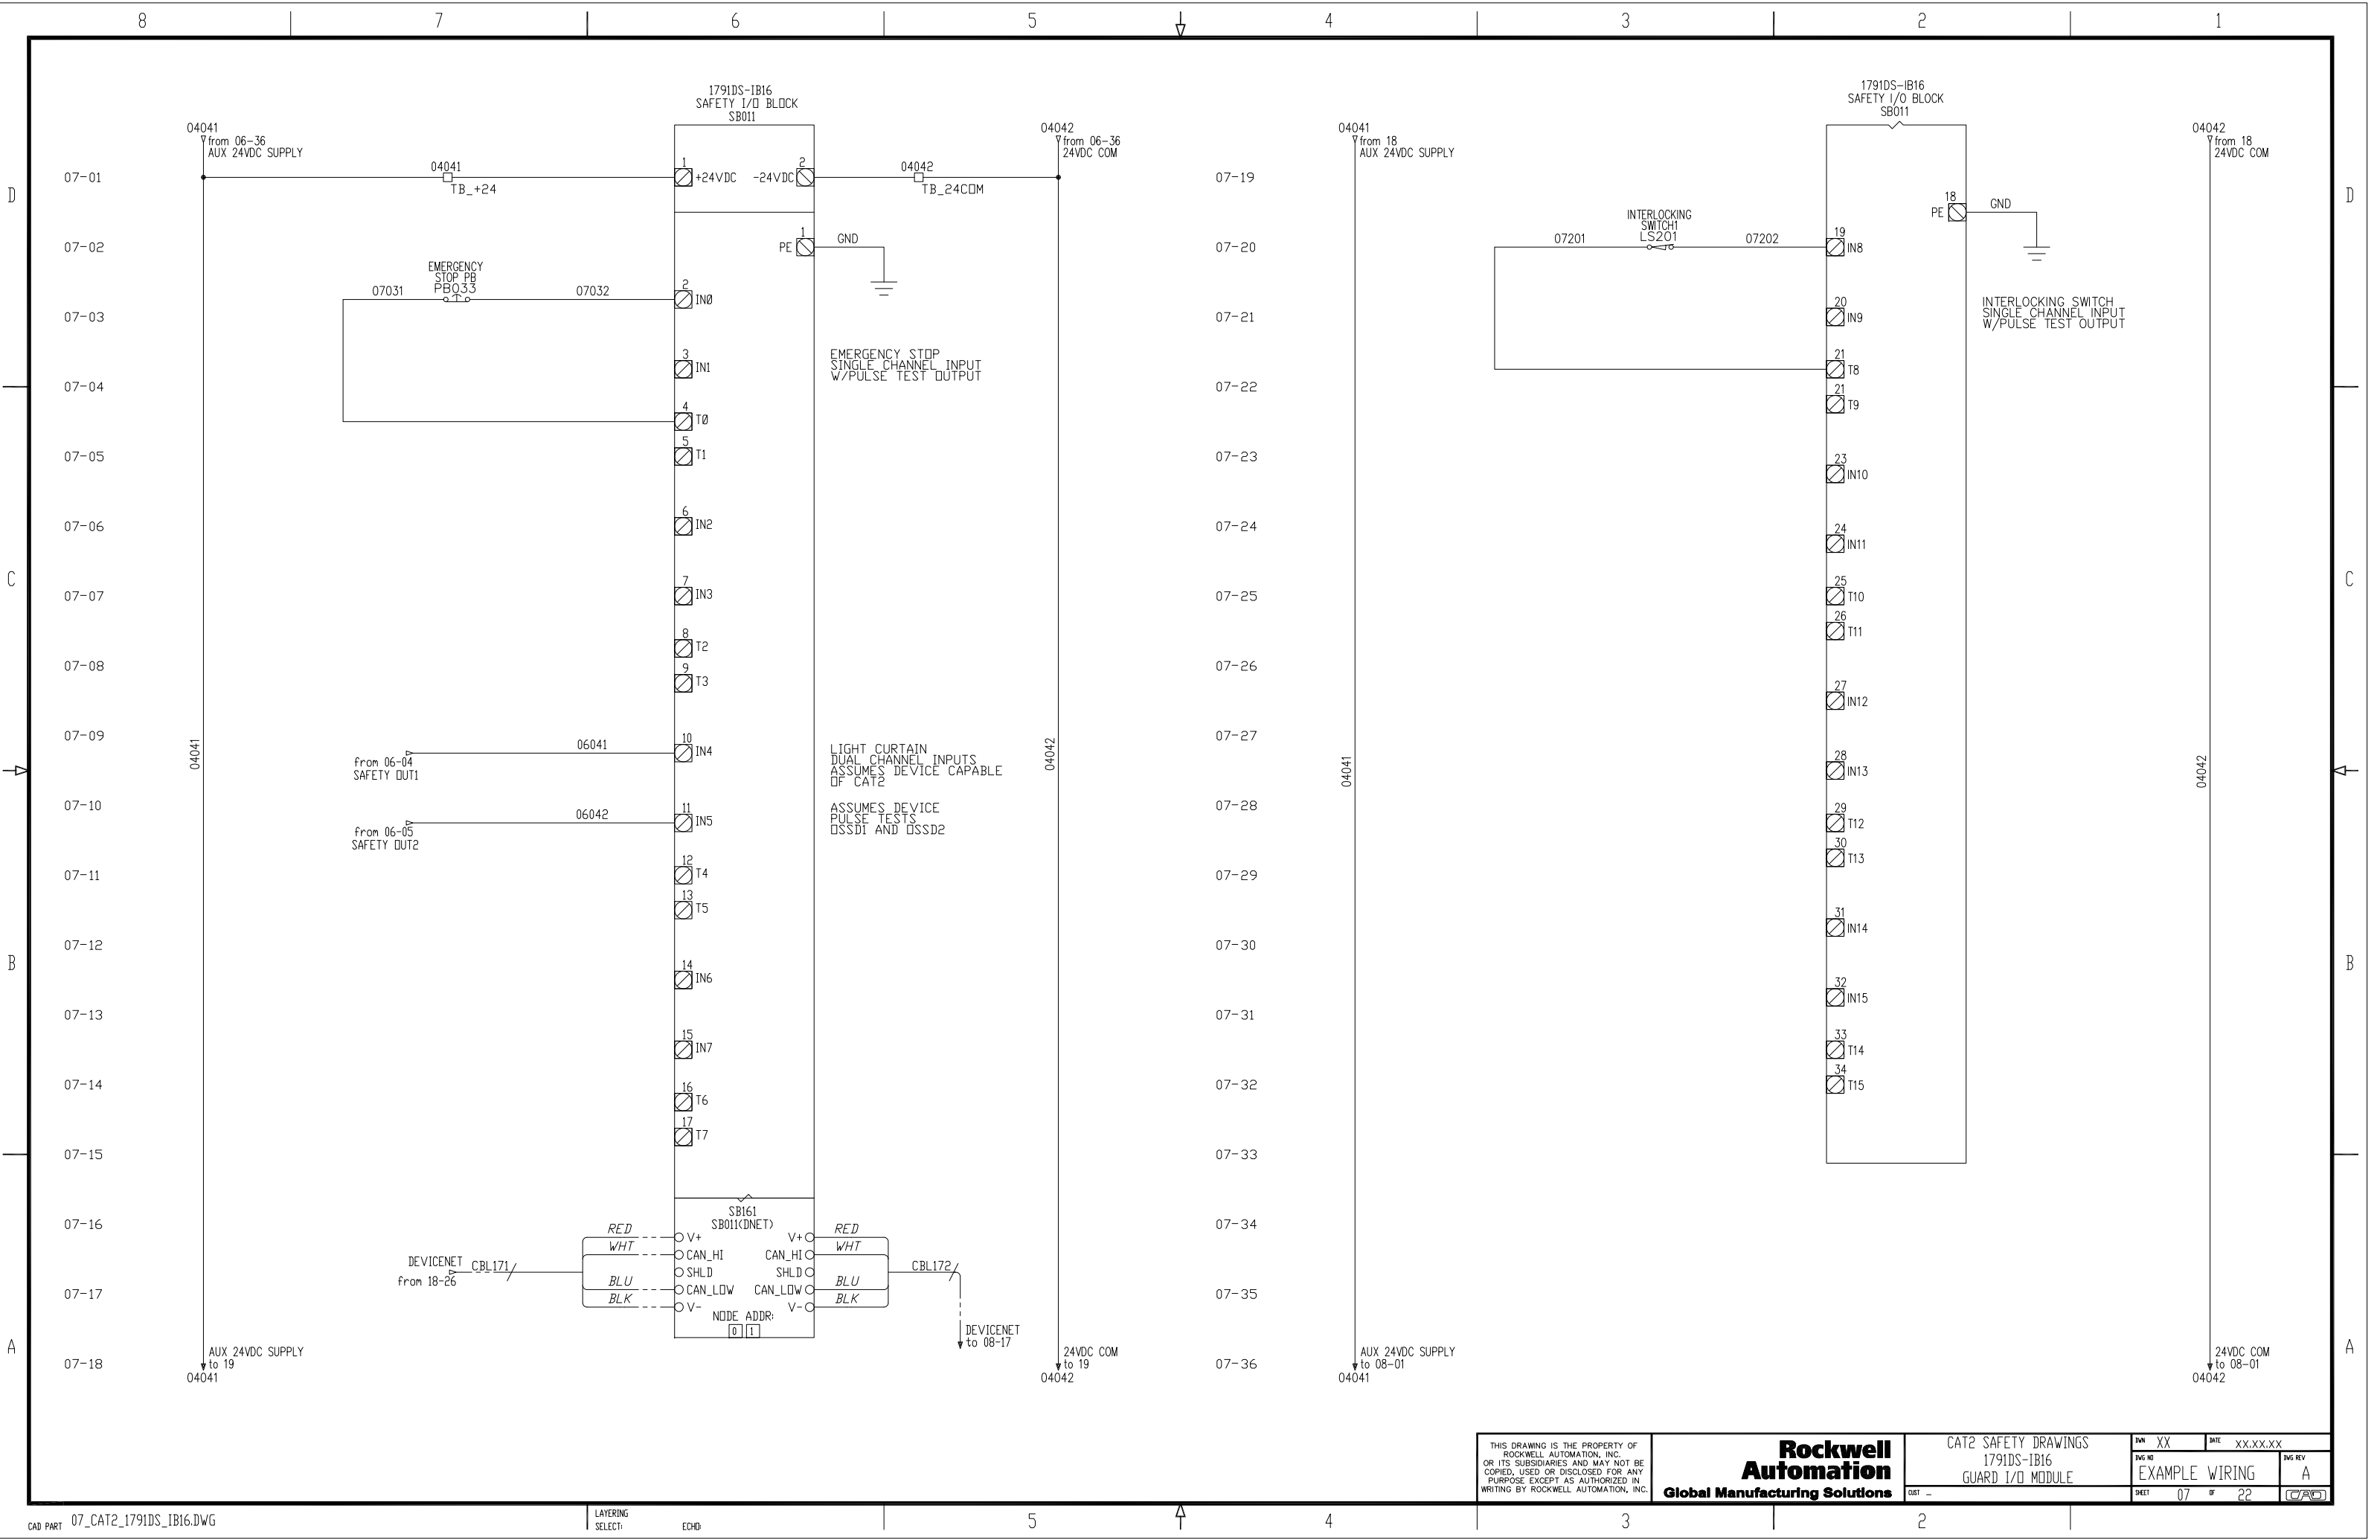 8
7
6
5
4
3
2
1
D
C
B
A
1791DS-IB16
SAFETY I/O BLOCK
SB011
04041
from 06-36
AUX 24VDC SUPPLY
04042
from 06-36
24VDC COM
07-01
04041
TB_+24
1
+24VDC
-24VDC
2
04042
TB_24COM
07-02
PE
1
GND
EMERGENCY
STOP PB
PB033
07031
07032
2
IN0
07-03
3
IN1
EMERGENCY STOP
SINGLE CHANNEL INPUT
W/PULSE TEST OUTPUT
07-04
4
T0
5
T1
07-05
6
IN2
07-06
7
IN3
07-07
8
T2
07-08
9
T3
07-09
04041
from 06-04
SAFETY OUT1
06041
10
IN4
LIGHT CURTAIN
DUAL CHANNEL INPUTS
ASSUMES DEVICE CAPABLE
OF CAT2
04042
07-10
from 06-05
SAFETY OUT2
06042
11
IN5
ASSUMES DEVICE
PULSE TESTS
OSSD1 AND OSSD2
12
T4
07-11
13
T5
07-12
14
IN6
07-13
15
IN7
07-14
16
T6
17
T7
07-15
07-16
SB161
SB011(DNET)
RED
V+
V+
RED
WHT
CAN_HI
CAN_HI
WHT
DEVICENET
from 18-26
CBL171
SHLD
SHLD
CBL172
07-17
BLU
CAN_LOW
CAN_LOW
BLU
BLK
V-
V-
BLK
NODE ADDR:
0 1
DEVICENET
to 08-17
07-18
AUX 24VDC SUPPLY
to 19
04041
24VDC COM
to 19
04042
1791DS-IB16
SAFETY I/O BLOCK
SB011
04041
from 18
AUX 24VDC SUPPLY
04042
from 18
24VDC COM
07-19
18
PE
GND
INTERLOCKING
SWITCH1
LS201
07-20
07201
07202
19
IN8
07-21
20
IN9
INTERLOCKING SWITCH
SINGLE CHANNEL INPUT
W/PULSE TEST OUTPUT
21
T8
07-22
21
T9
07-23
23
IN10
07-24
24
IN11
07-25
25
T10
26
T11
07-26
27
IN12
07-27
04041
28
IN13
04042
07-28
29
T12
30
T13
07-29
31
IN14
07-30
32
IN15
07-31
33
T14
07-32
34
T15
07-33
07-34
07-35
07-36
AUX 24VDC SUPPLY
to 08-01
04041
24VDC COM
to 08-01
04042
D
C
B
A
THIS DRAWING IS THE PROPERTY OF
ROCKWELL AUTOMATION, INC.
OR ITS SUBSIDIARIES AND MAY NOT BE
COPIED, USED OR DISCLOSED FOR ANY
PURPOSE EXCEPT AS AUTHORIZED IN
WRITING BY ROCKWELL AUTOMATION, INC.
Rockwell
Automation
Global Manufacturing Solutions
CAT2 SAFETY DRAWINGS
1791DS-IB16
GUARD I/O MODULE
CUST -
DWN XX
DATE XX.XX.XX
DWG NO
EXAMPLE WIRING
DWG REV
A
SHEET 07 OF 22
CAD
CAD PART 07_CAT2_1791DS_IB16.DWG
LAYERING
SELECT:
ECHO:
5
4
3
2